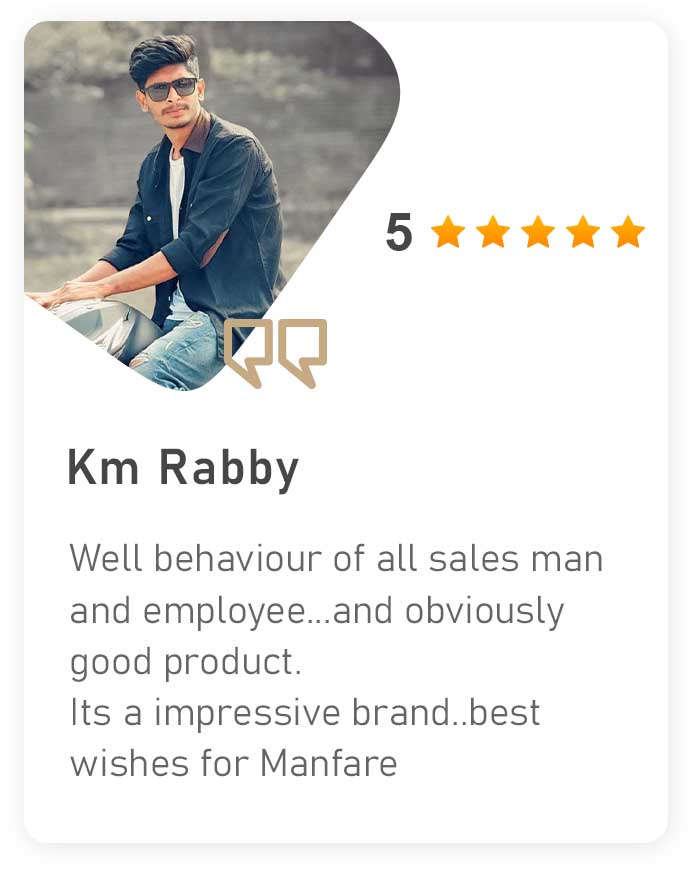 5
Km Rabby
Well behaviour of all sales man
and employee...and obviously
good product.
Its a impressive brand..best
wishes for Manfare